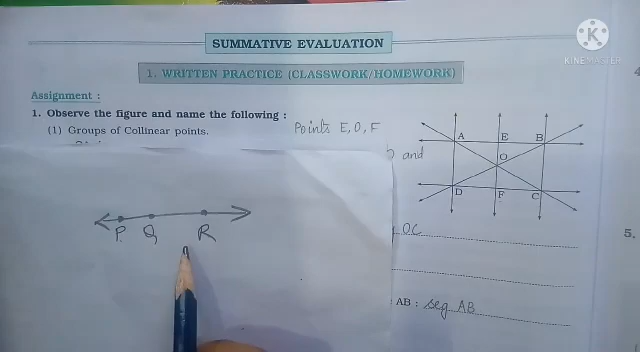 SUMMATIVE EVALUATION
K
KINEMASTER
1. WRITTEN PRACTICE (CLASSWORK/HOMEWORK)
Assignment :
1. Observe the figure and name the following :
(1) Groups of Collinear points.
Points E, O, F
and
A E B
O
D F C
P Q R
OC
5.
AB : seg AB